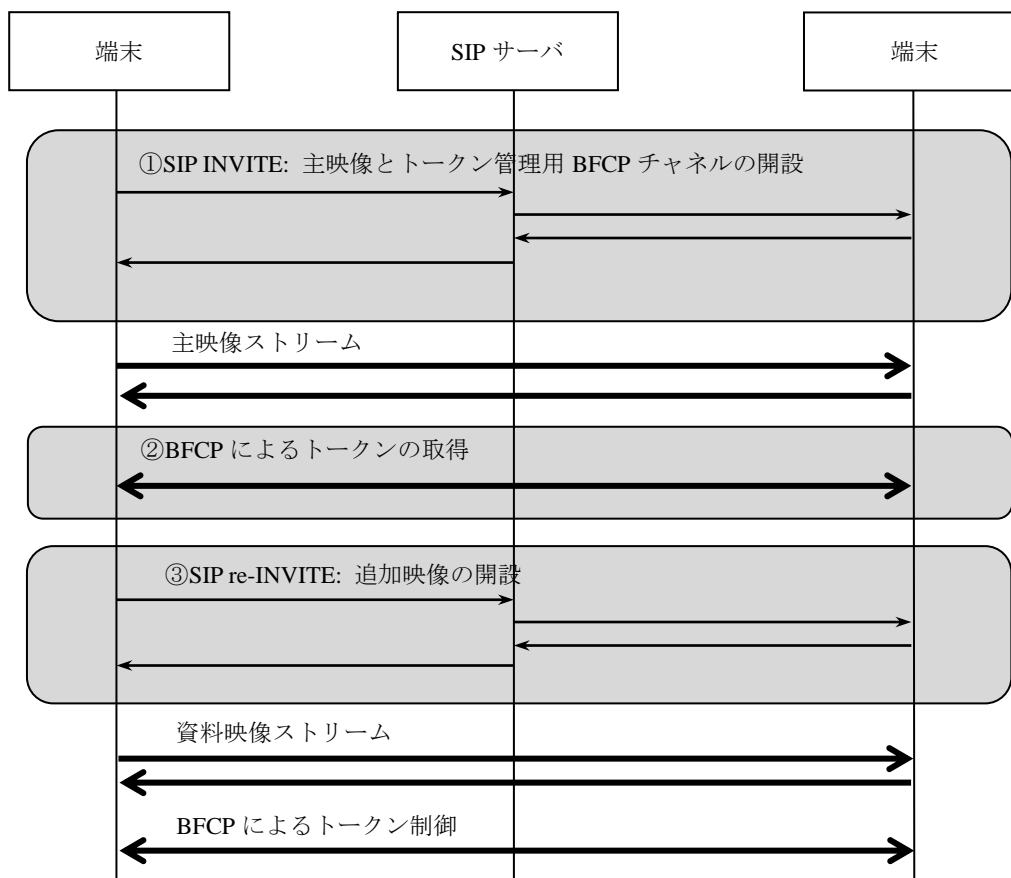 端末
SIP サーバ
端末
①SIP INVITE: 主映像とトークン管理用 BFCP チャネルの開設
主映像ストリーム
②BFCP によるトークンの取得
③SIP re-INVITE: 追加映像の開設
資料映像ストリーム
BFCP によるトークン制御